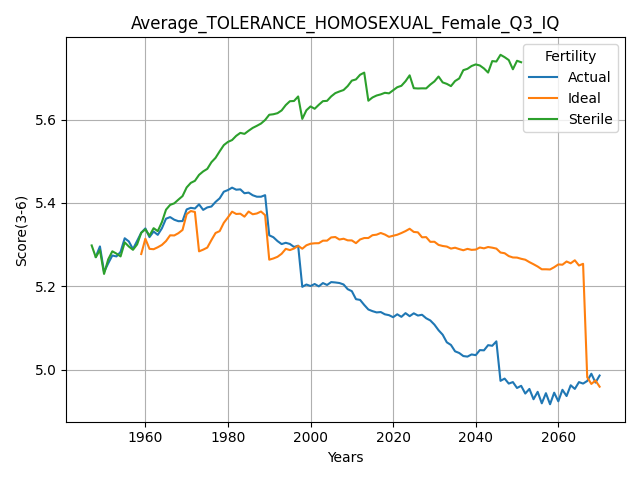 Average_TOLERANCE_HOMOSEXUAL_Female_Q3_IQ
Fertility
Actual
Ideal
Sterile
Score(3-6)
5.6
5.4
5.2
5.0
1960 1980 2000 2020 2040 2060
Years